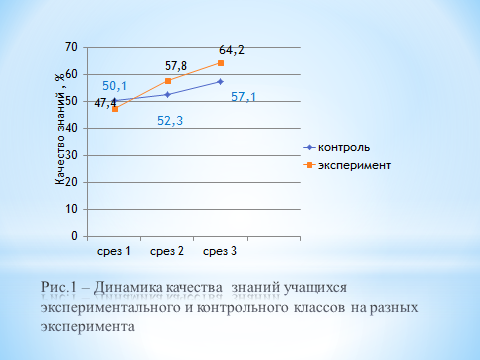 70
60
50
40
30
20
10
0
Качество знаний , %
64,2
57,8
50,1
47,4
57,1
52,3
контроль
эксперимент
срез 1 срез 2 срез 3
Рис.1 – Динамика качества знаний учащихся
экспериментального и контрольного классов на разных
эксперимента